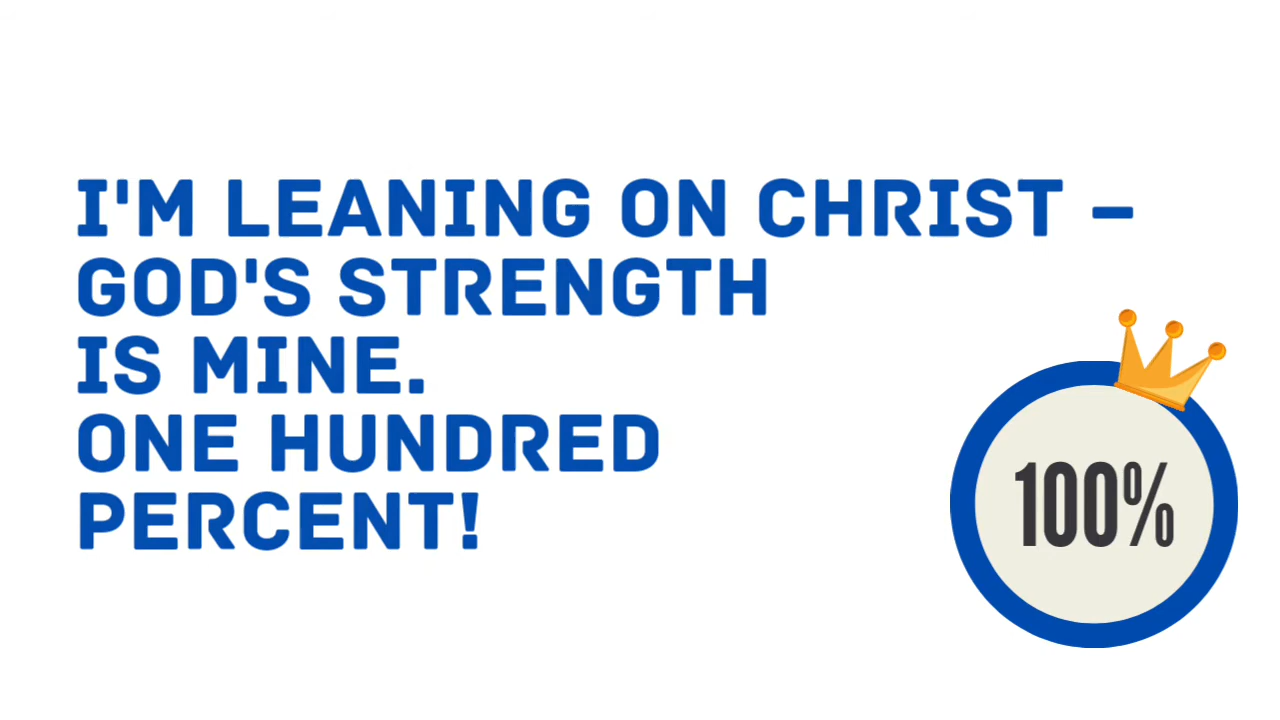 I'M LEANING ON CHRIST –
GOD'S STRENGTH
IS MINE.
ONE HUNDRED
PERCENT!
100%